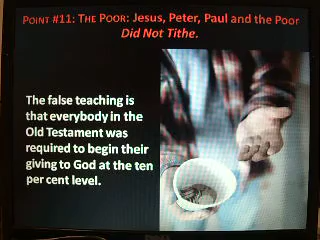 Point #11: The Poor: Jesus, Peter, Paul and the Poor
Did Not Tithe.
The false teaching is
that everybody in the
Old Testament was
required to begin their
giving to God at the ten
per cent level.